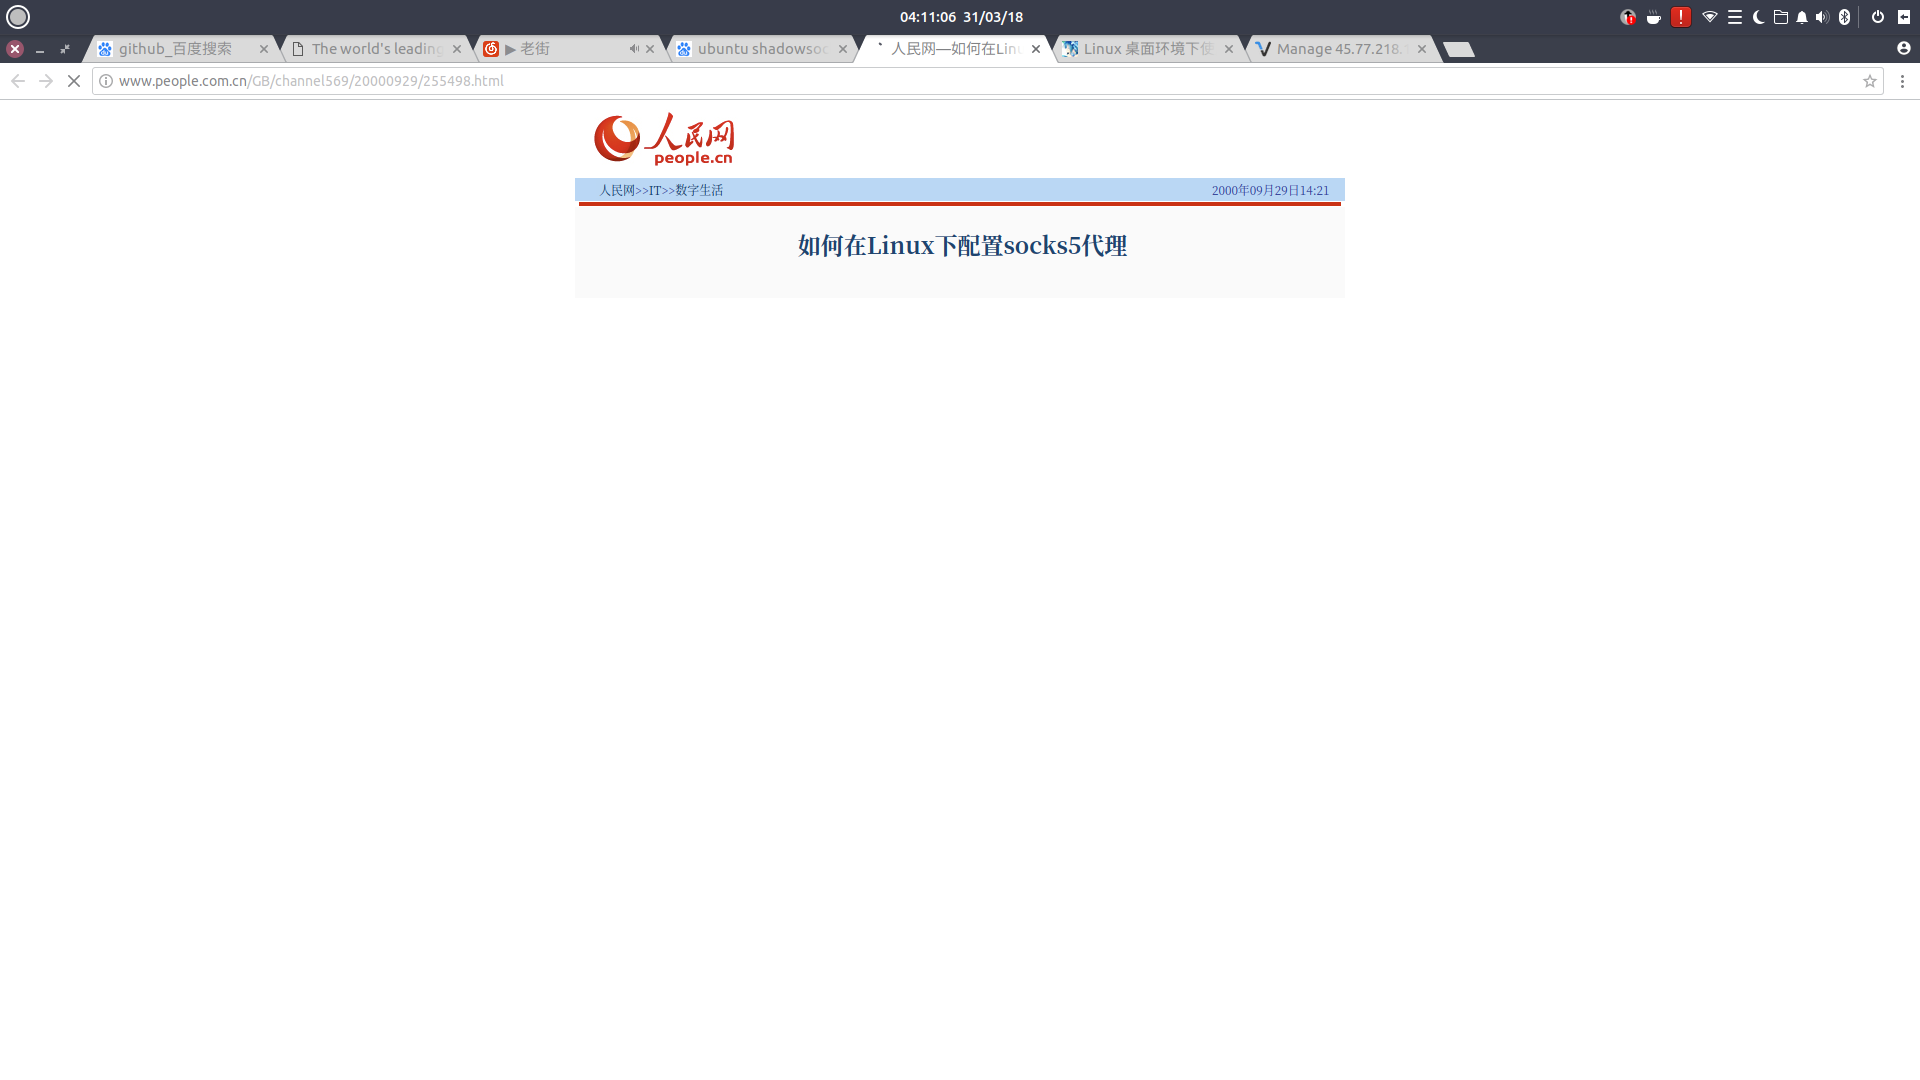 04:11:06 31/03/18
github_百度搜索
The world's leading
▶ 老街
ubuntu shadowsoc
人民网—如何在Linu
Linux 桌面环境下使
Manage 45.77.218.1
www.people.com.cn/GB/channel569/20000929/255498.html
人民网
people.cn
人民网>>IT>>数字生活
2000年09月29日14:21
如何在Linux下配置socks5代理